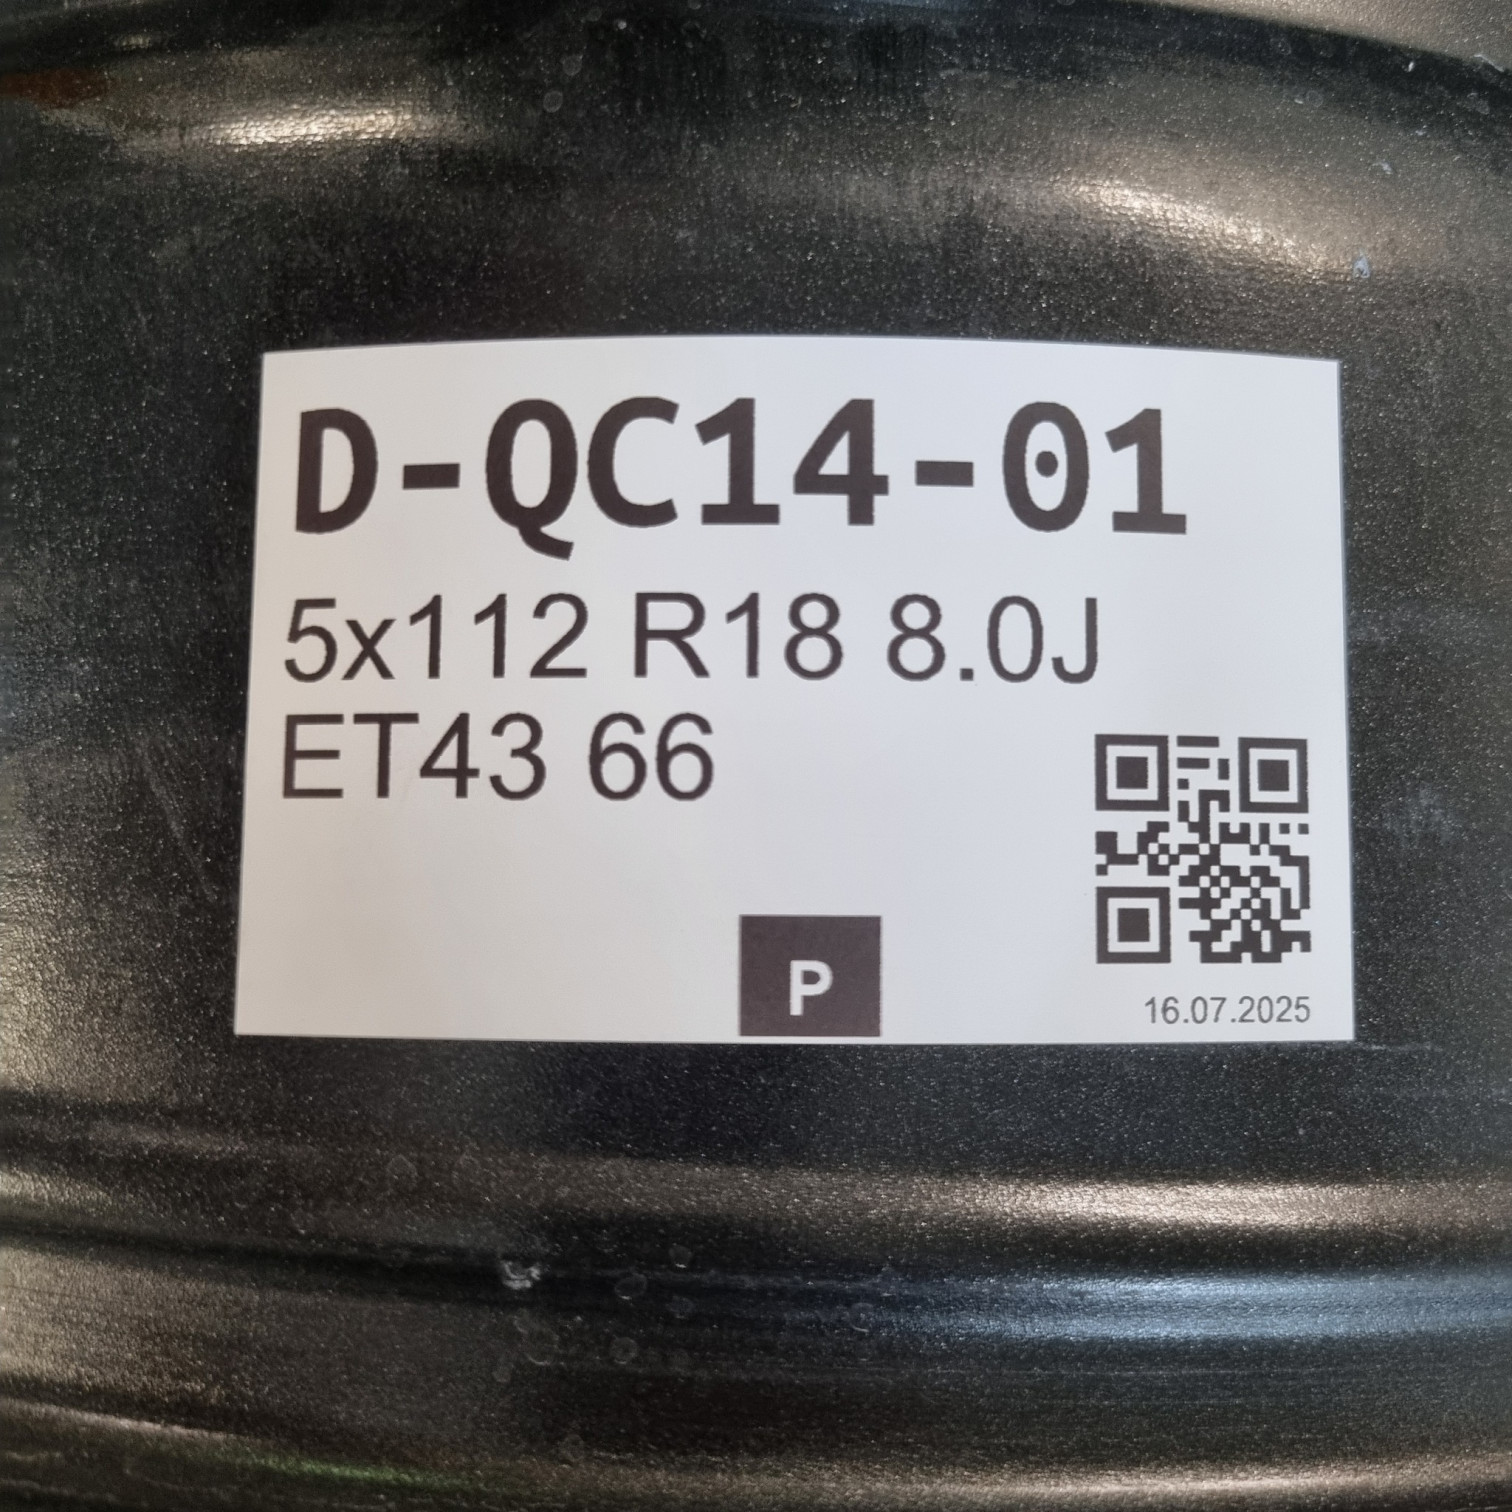 D-QC14-01
5x112 R18 8.0J
ET43 66
P
16.07.2025